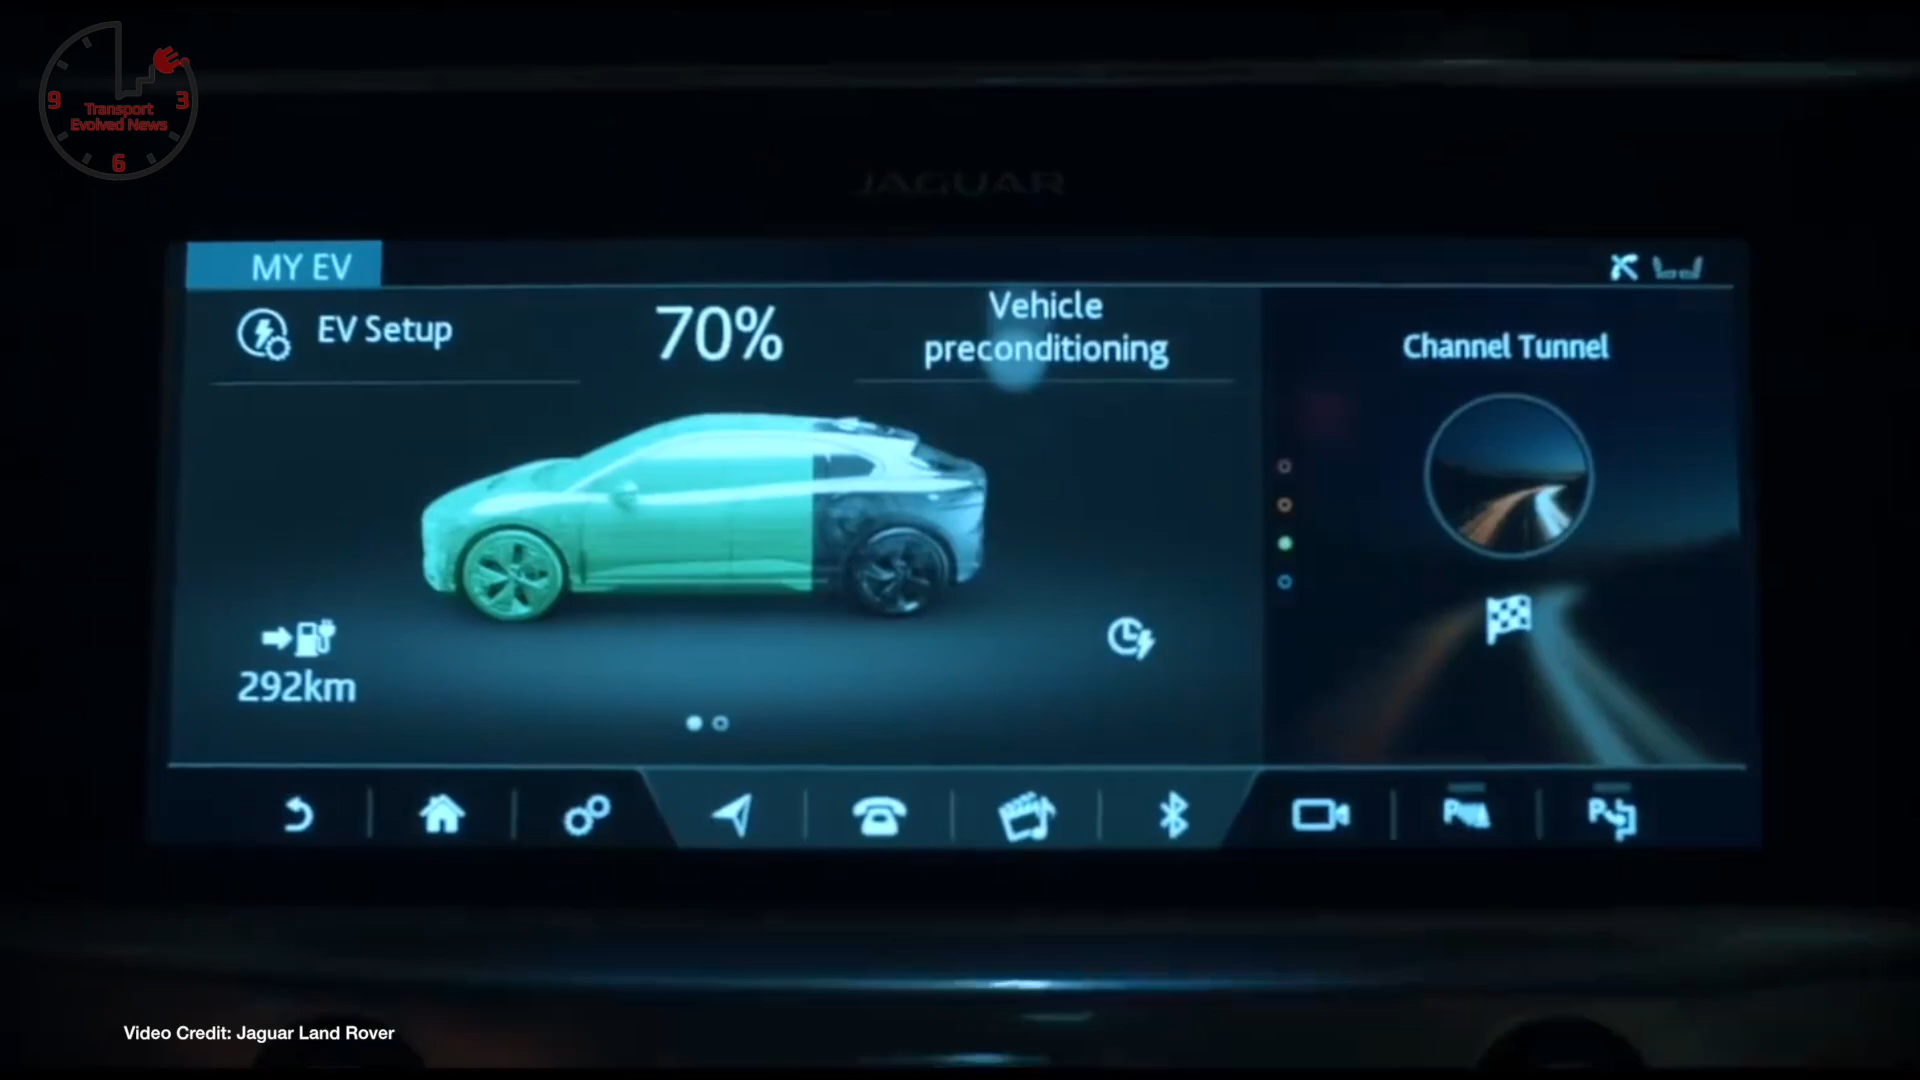 9
3
Transport
Evolved News
6
JAGUAR
MY EV
EV Setup
70%
Vehicle
preconditioning
Channel Tunnel
292km
P
P
Video Credit: Jaguar Land Rover